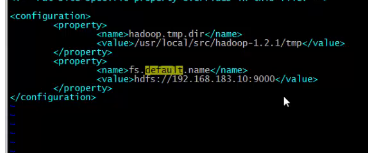 <configuration>
<property>
<name>hadoop.tmp.dir</name>
<value>/usr/local/src/hadoop-1.2.1/tmp</value>
</property>
<property>
<name>fs.default.name</name>
<value>hdfs://192.168.183.10:9000</value>
</property>
</configuration>
~
~
~